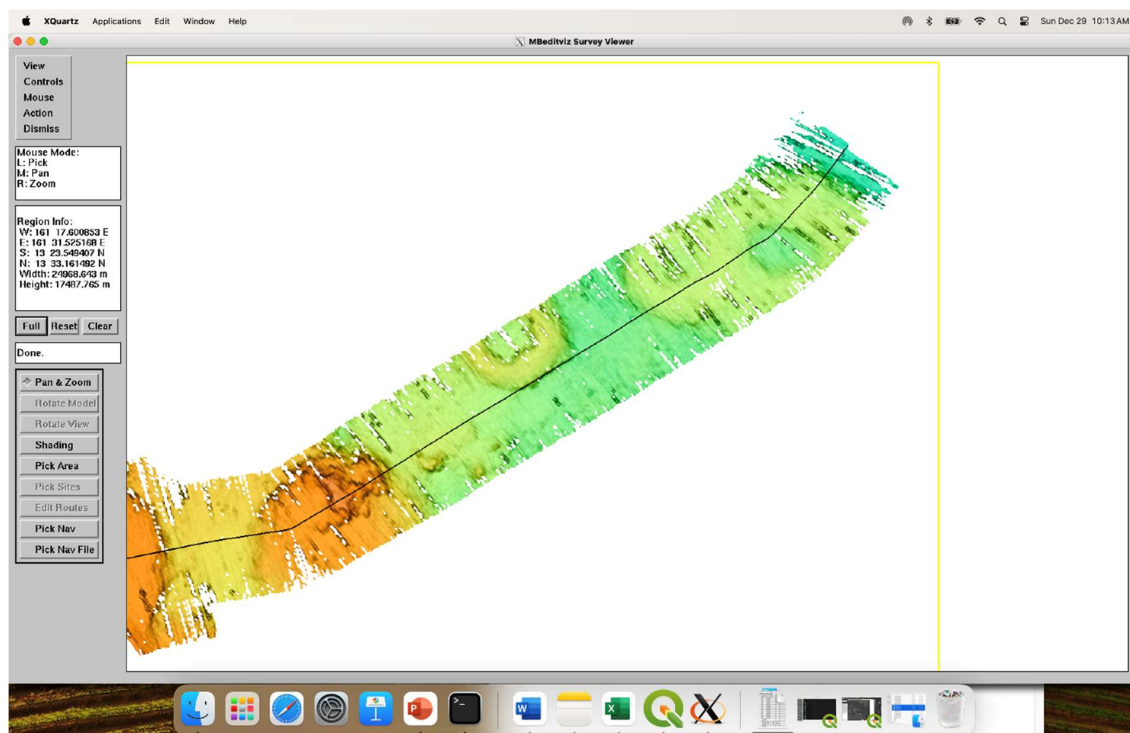 XQuartz Applications Edit Window Help Sun Dec 29 10:13 AM
MBeditviz Survey Viewer
View
Controls
Mouse
Action
Dismiss
Mouse Mode:
L: Pick
M: Pan
R: Zoom
Region Info:
W: 161 17.600853 E
E: 161 31.525168 E
S: 13 23.549407 N
N: 13 33.161492 N
Width: 24968.643 m
Height: 17487.765 m
Full Reset Clear
Done.
Pan & Zoom
Rotate Model
Rotate View
Shading
Pick Area
Pick Sites
Edit Routes
Pick Nav
Pick Nav File